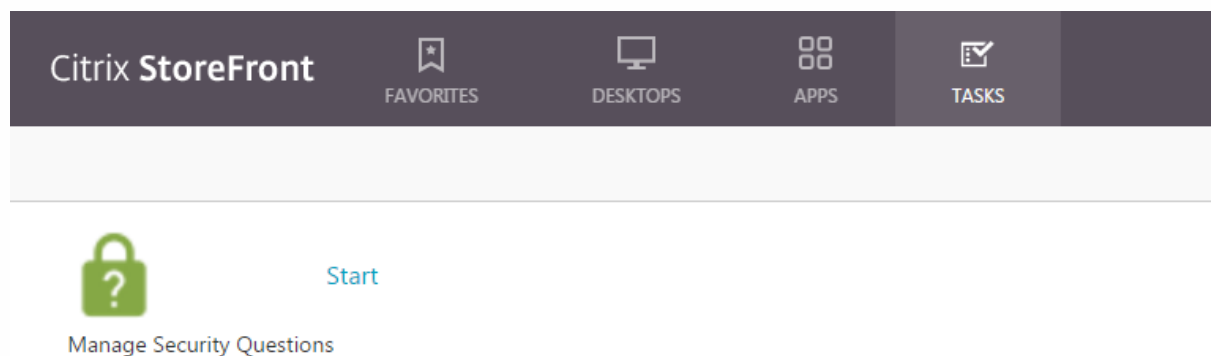 Citrix StoreFront
FAVORITES
DESKTOPS
APPS
TASKS
?
Start
Manage Security Questions